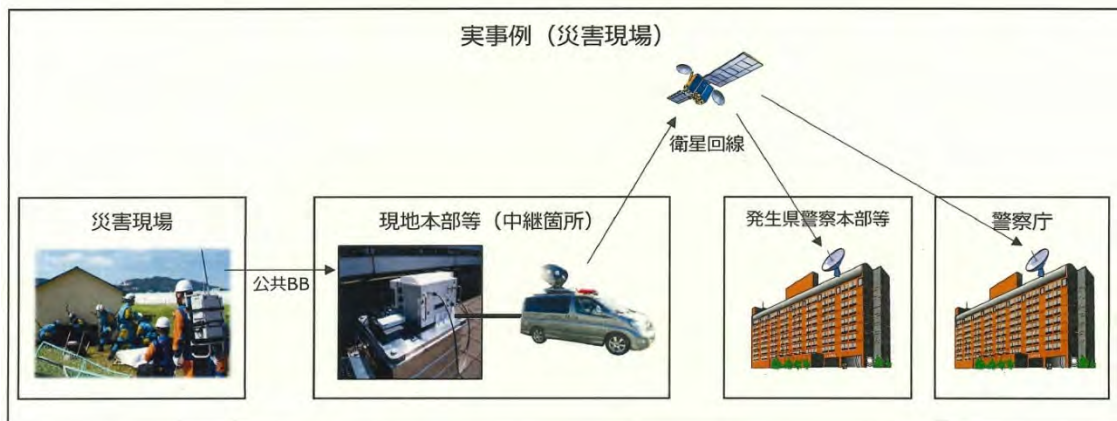 実事例（災害現場）
衛星回線
災害現場
公共BB
現地本部等（中継箇所）
発生県警察本部等
警察庁